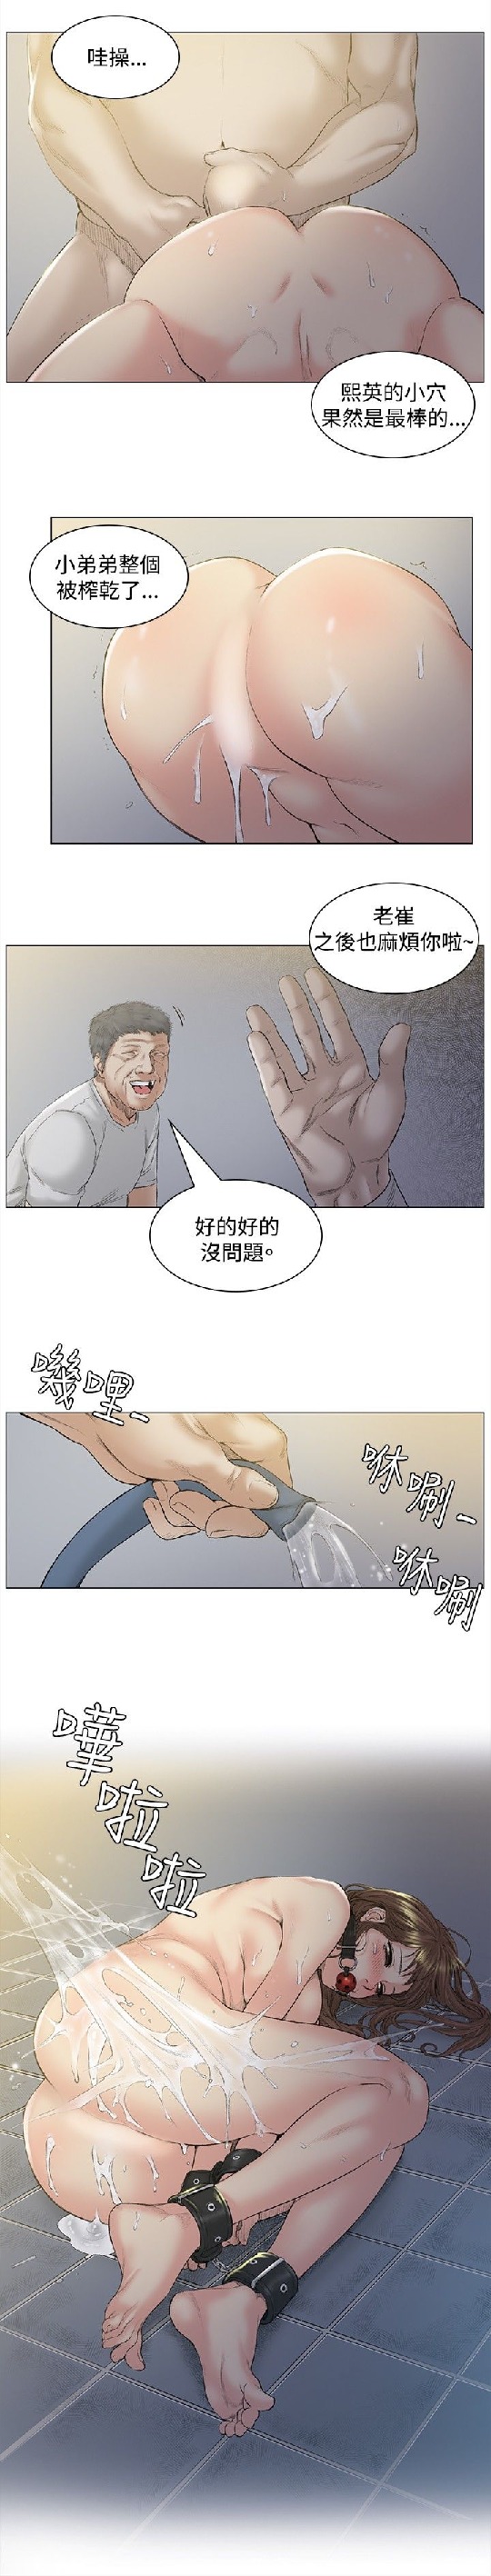 哇操...
熙英的小穴
果然是最棒的...
小弟弟整個
被榨乾了...
老崔
之後也麻煩你啦~
好的好的
沒問題。
嘰哩-
咻唰-
咻唰
嘩啦啦